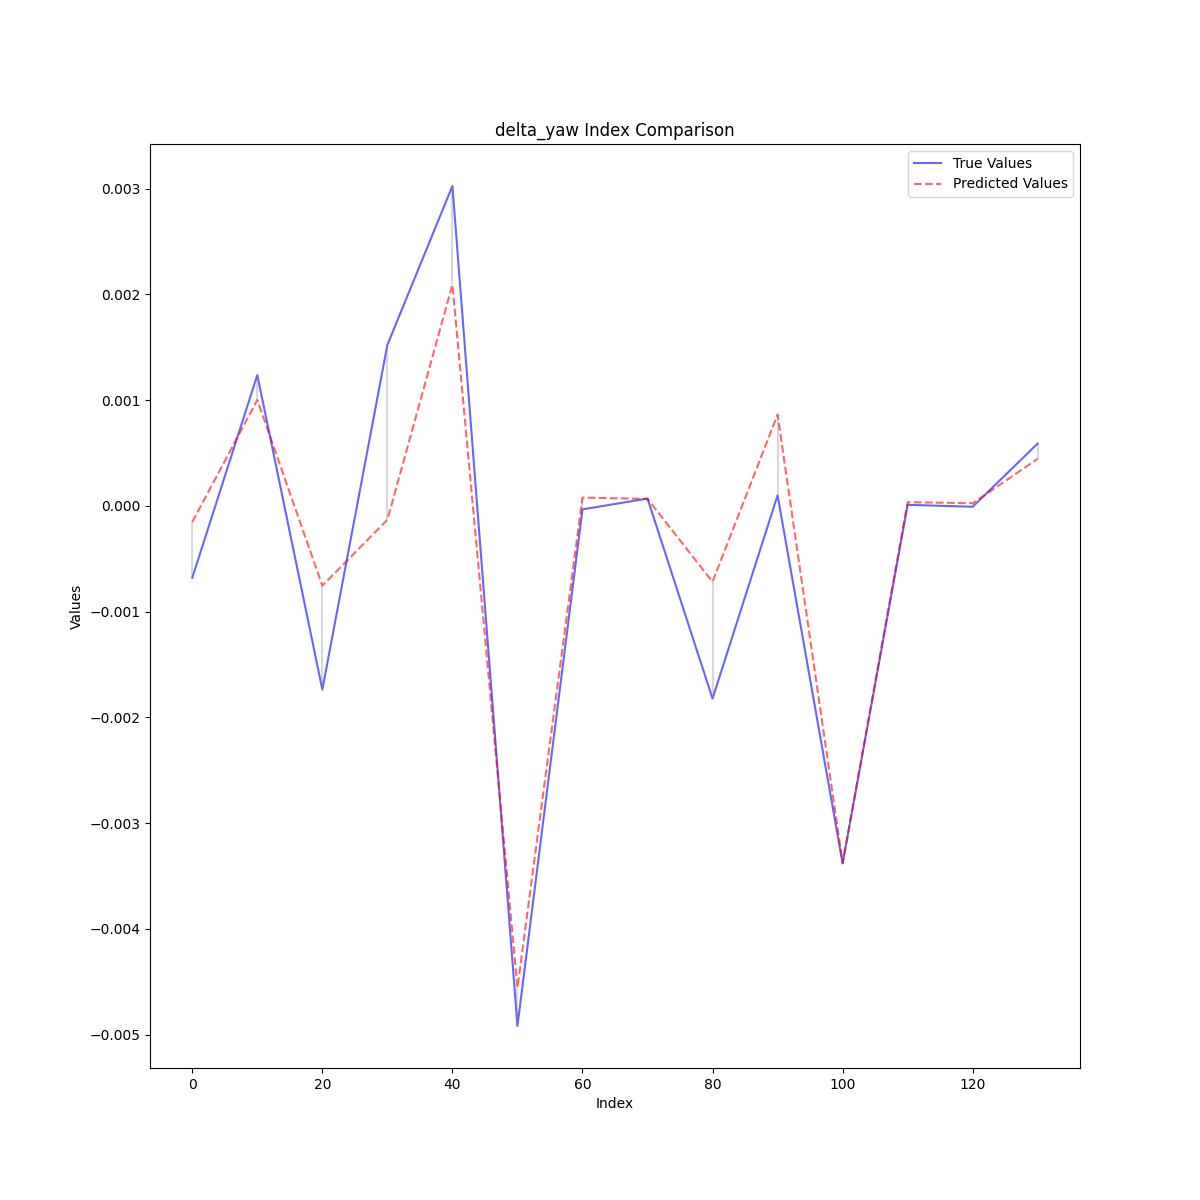 delta_yaw Index Comparison
True Values
Predicted Values
0.003
0.002
0.001
0.000
−0.001
−0.002
−0.003
−0.004
−0.005
Values
0 20 40 60 80 100 120
Index